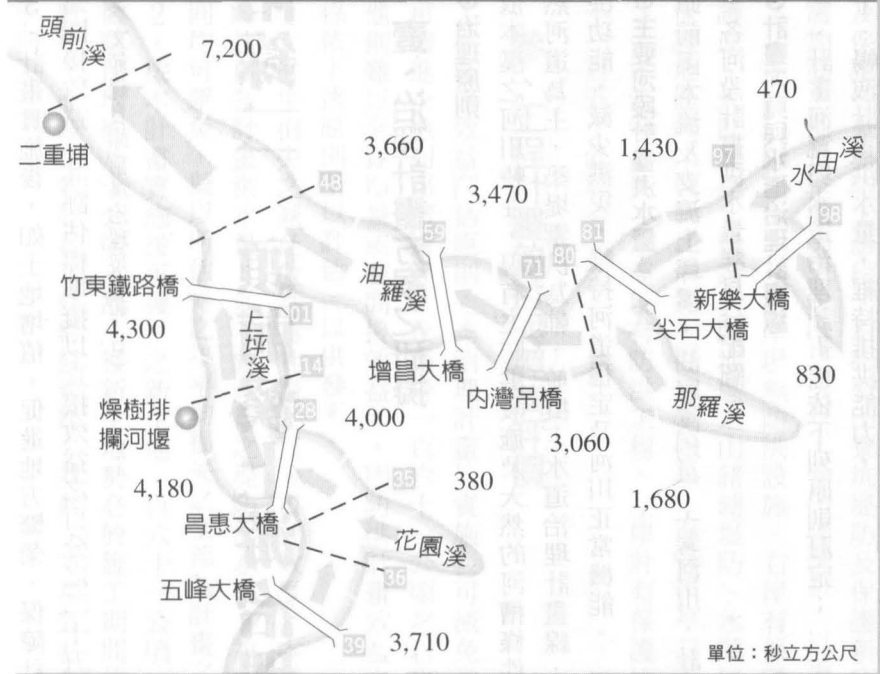 頭前溪
7,200
二重埔
470
3,660
1,430
97
水田溪
48
3,470
98
59
81
80
71
油羅溪
竹東鐵路橋
01
4,300
上坪溪
新樂大橋
尖石大橋
14
增昌大橋
內灣吊橋
那羅溪
830
燥樹排
攔河堰
28
4,000
3,060
4,180
35
380
1,680
昌惠大橋
花園溪
36
五峰大橋
39
3,710
單位：秒立方公尺